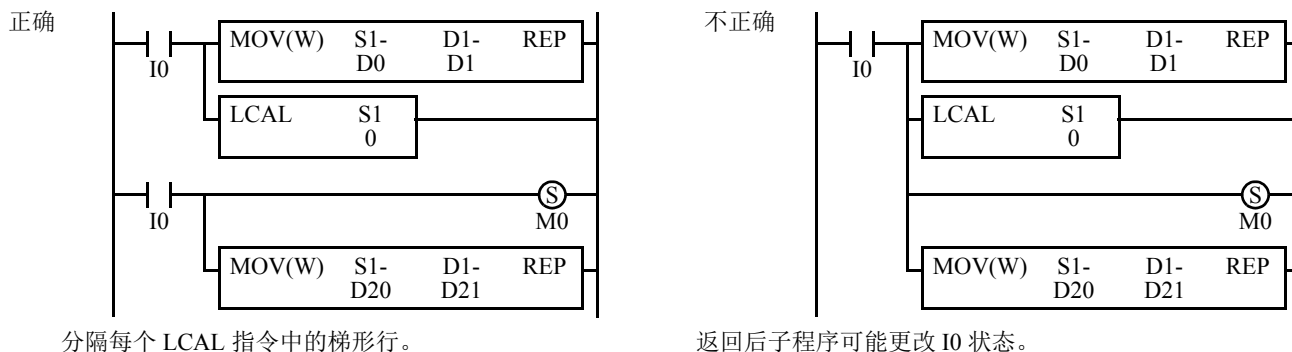 正确
MOV(W) S1- D1- REP
D0 D1
I0
LCAL S1
0
I0
S
M0
MOV(W) S1- D1- REP
D20 D21
分隔每个 LCAL 指令中的梯形行。
不正确
MOV(W) S1- D1- REP
D0 D1
I0
LCAL S1
0
S
M0
MOV(W) S1- D1- REP
D20 D21
返回后子程序可能更改 I0 状态。